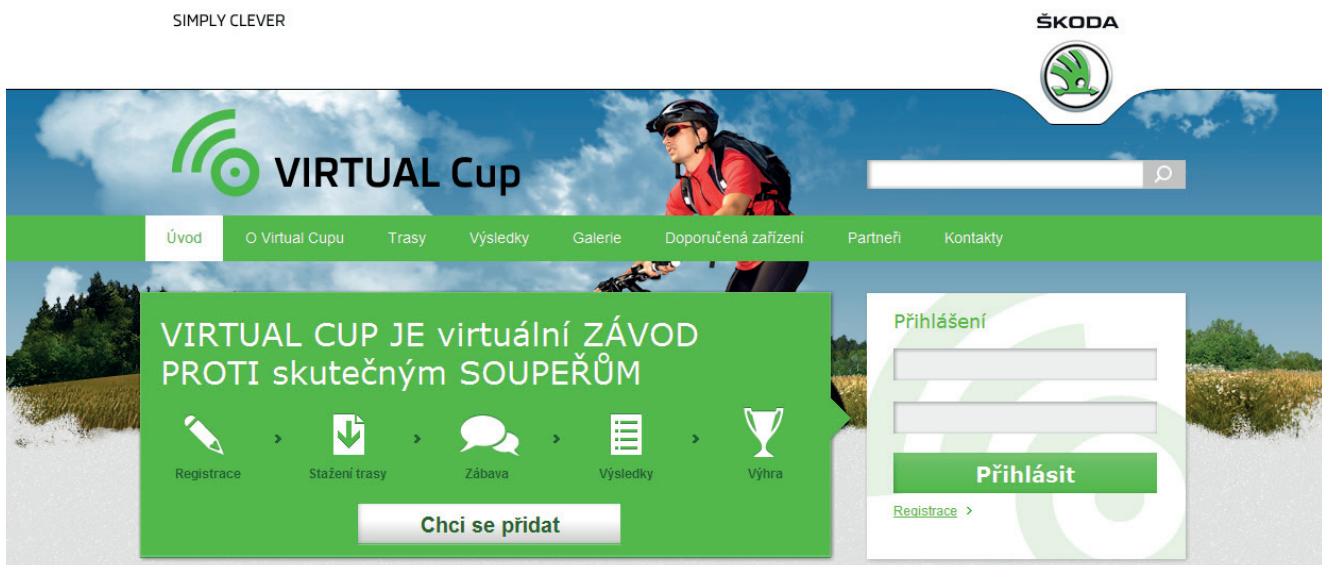 SIMPLY CLEVER
ŠKODA
VIRTUAL Cup
Úvod O Virtual Cupu Trasy Výsledky Galerie Doporučená zařízení Partneři Kontakty
VIRTUAL CUP JE virtuální ZÁVOD
PROTI skutečným SOUPEŘŮM
Registrace Stažení trasy Zábava Výsledky Výhra
Chci se přidat
Přihlášení
Přihlásit
Registrace